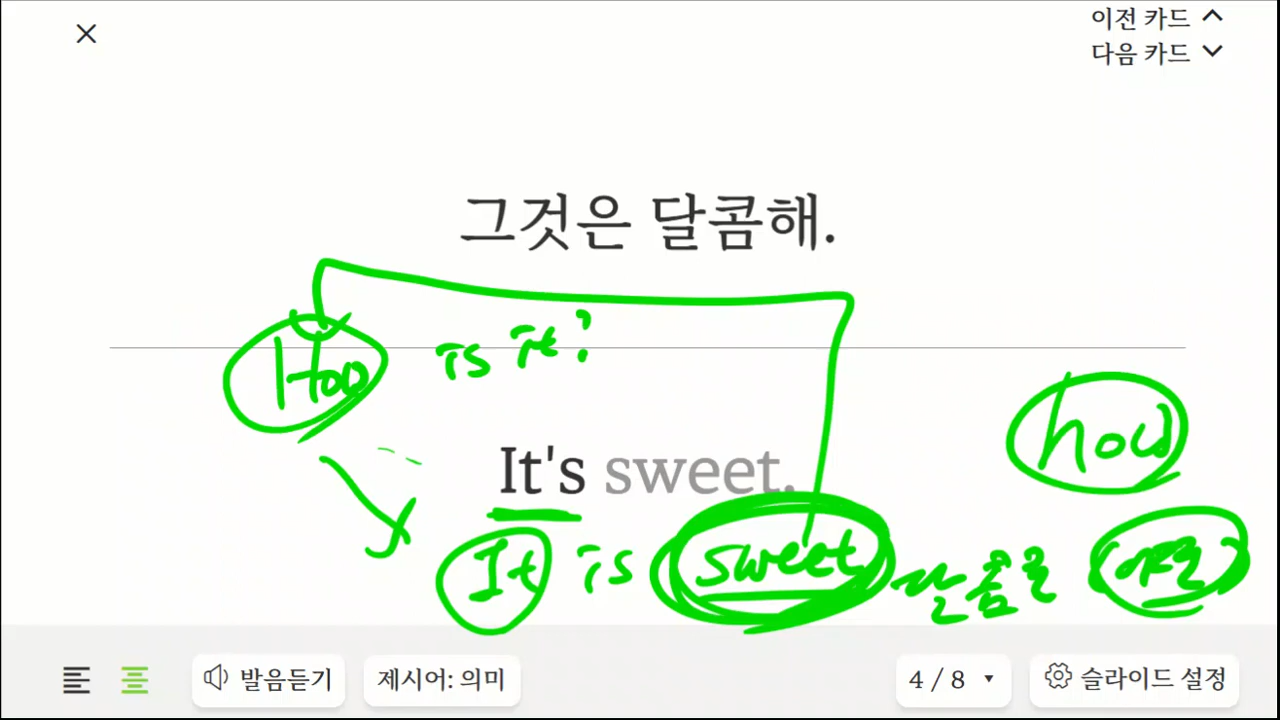 이전 카드
다음 카드
그것은 달콤해.
How is it?
how
It's sweet.
It is sweet 달콤
발음듣기
제시어: 의미
4 / 8
슬라이드 설정